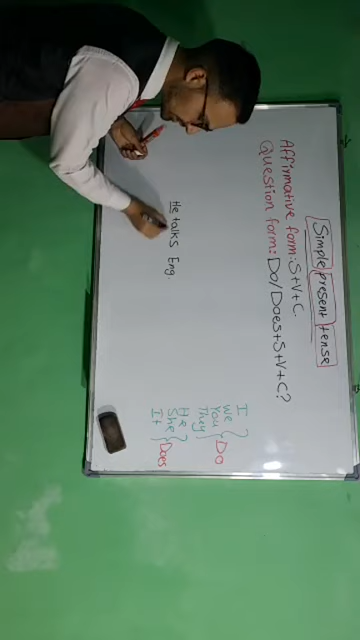 Simple present tense
Affirmative form: S+V+C.
Question form: Do/Does+S+V+C?
I
We
You
They
Do
He
She
It
Does
He talks Eng.